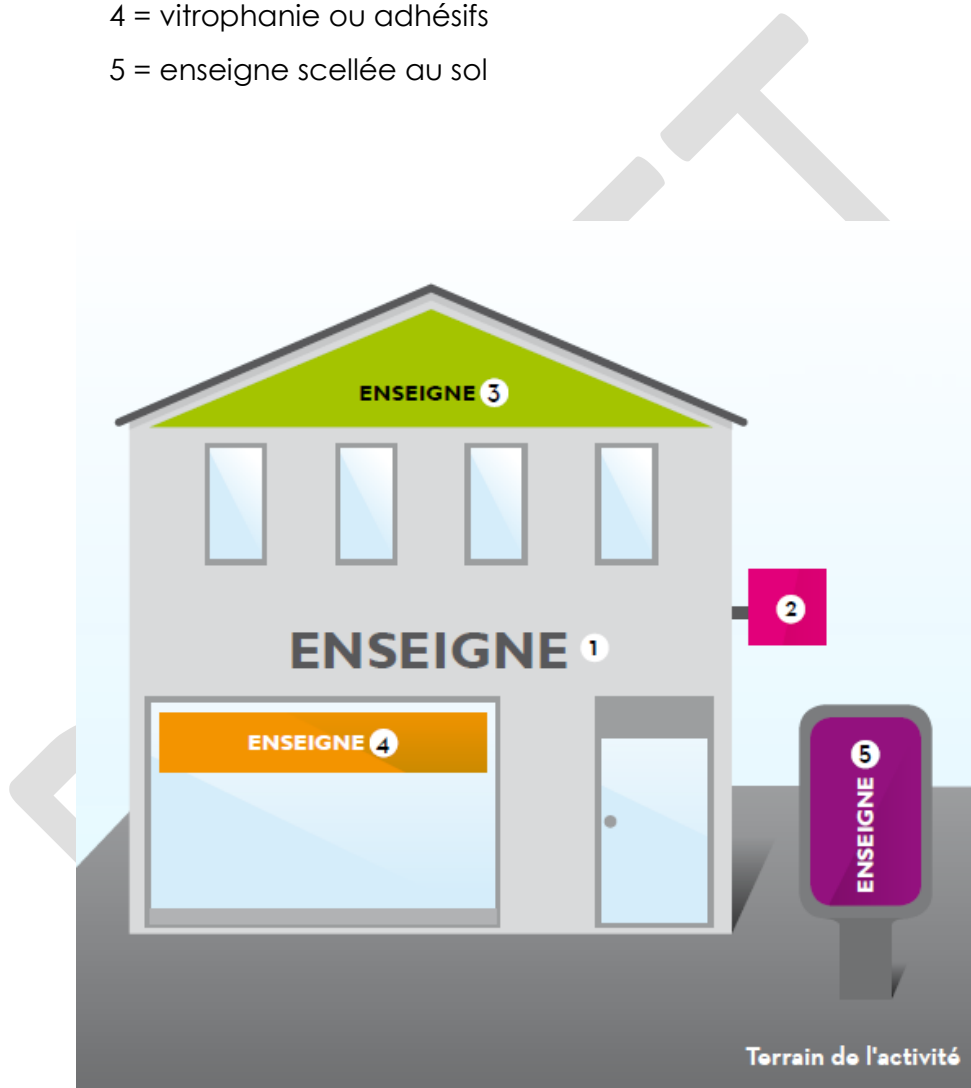 4 = vitrophanie ou adhésifs
5 = enseigne scellée au sol
ENSEIGNE 3
2
ENSEIGNE 1
ENSEIGNE 4
ENSEIGNE 5
Terrain de l'activité